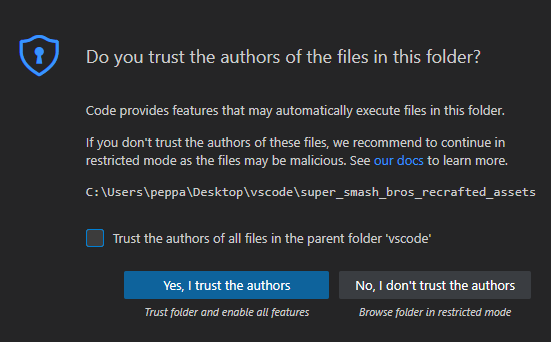 Do you trust the authors of the files in this folder?
Code provides features that may automatically execute files in this folder.
If you don't trust the authors of these files, we recommend to continue in
restricted mode as the files may be malicious. See our docs to learn more.
C:\Users\peppa\Desktop\vscode\super_smash_bros_recrafted_assets
Trust the authors of all files in the parent folder 'vscode'
Yes, I trust the authors
No, I don't trust the authors
Trust folder and enable all features
Browse folder in restricted mode